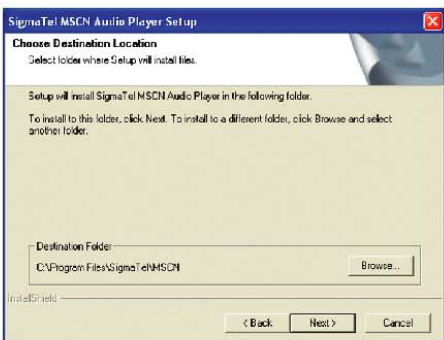 SigmaTel MSCN Audio Player Setup
Choose Destination Location
Select folder where Setup will install files.
Setup will install SigmaTel MSCN Audio Player in the following folder.
To install to this folder, click Next. To install to a different folder, click Browse and select
another folder.
Destination Folder
C:\Program Files\SigmaTel\MSCN
Browse...
InstallShield
< Back
Next >
Cancel